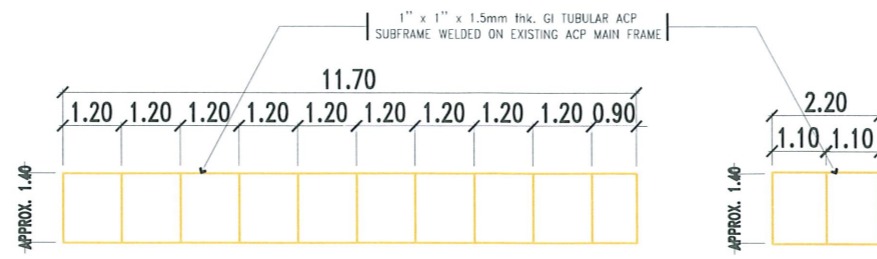 1" x 1" x 1.5mm thk. GI TUBULAR ACP
SUBFRAME WELDED ON EXISTING ACP MAIN FRAME
11.70
1.20 1.20 1.20 1.20 1.20 1.20 1.20 1.20 1.20 0.90
APPROX. 1.40
2.20
1.10 1.10
APPROX. 1.40